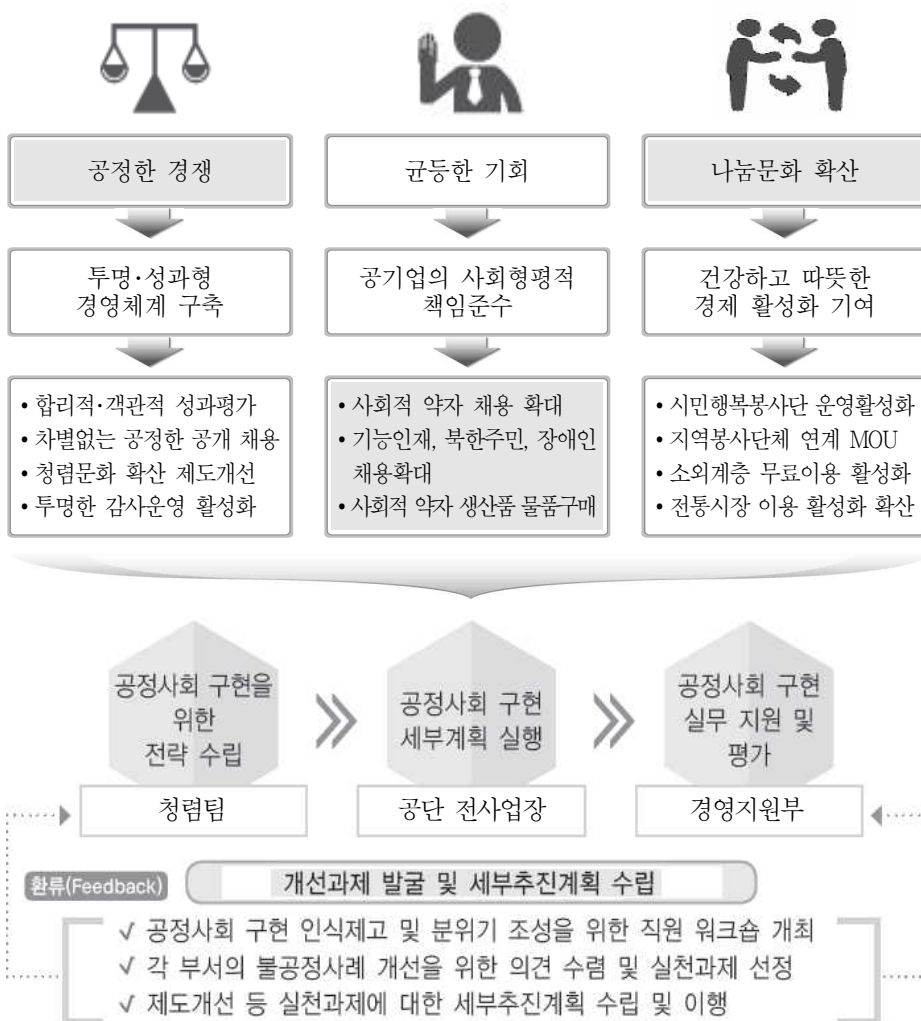 공정한 경쟁
균등한 기회
나눔문화 확산
투명·성과형
경영체계 구축
공기업의 사회형평적
책임준수
건강하고 따뜻한
경제 활성화 기여
• 합리적·객관적 성과평가
• 차별없는 공정한 공개 채용
• 청렴문화 확산 제도개선
• 투명한 감사운영 활성화
• 사회적 약자 채용 확대
• 기능인재, 북한주민, 장애인
채용확대
• 사회적 약자 생산품 물품구매
• 시민행복봉사단 운영활성화
• 지역봉사단체 연계 MOU
• 소외계층 무료이용 활성화
• 전통시장 이용 활성화 확산
공정사회 구현을
위한
전략 수립
공정사회 구현
세부계획 실행
공정사회 구현
실무 지원 및
평가
청렴팀
공단 전사업장
경영지원부
환류(Feedback)
개선과제 발굴 및 세부추진계획 수립
√ 공정사회 구현 인식제고 및 분위기 조성을 위한 직원 워크숍 개최
√ 각 부서의 불공정사례 개선을 위한 의견 수렴 및 실천과제 선정
√ 제도개선 등 실천과제에 대한 세부추진계획 수립 및 이행